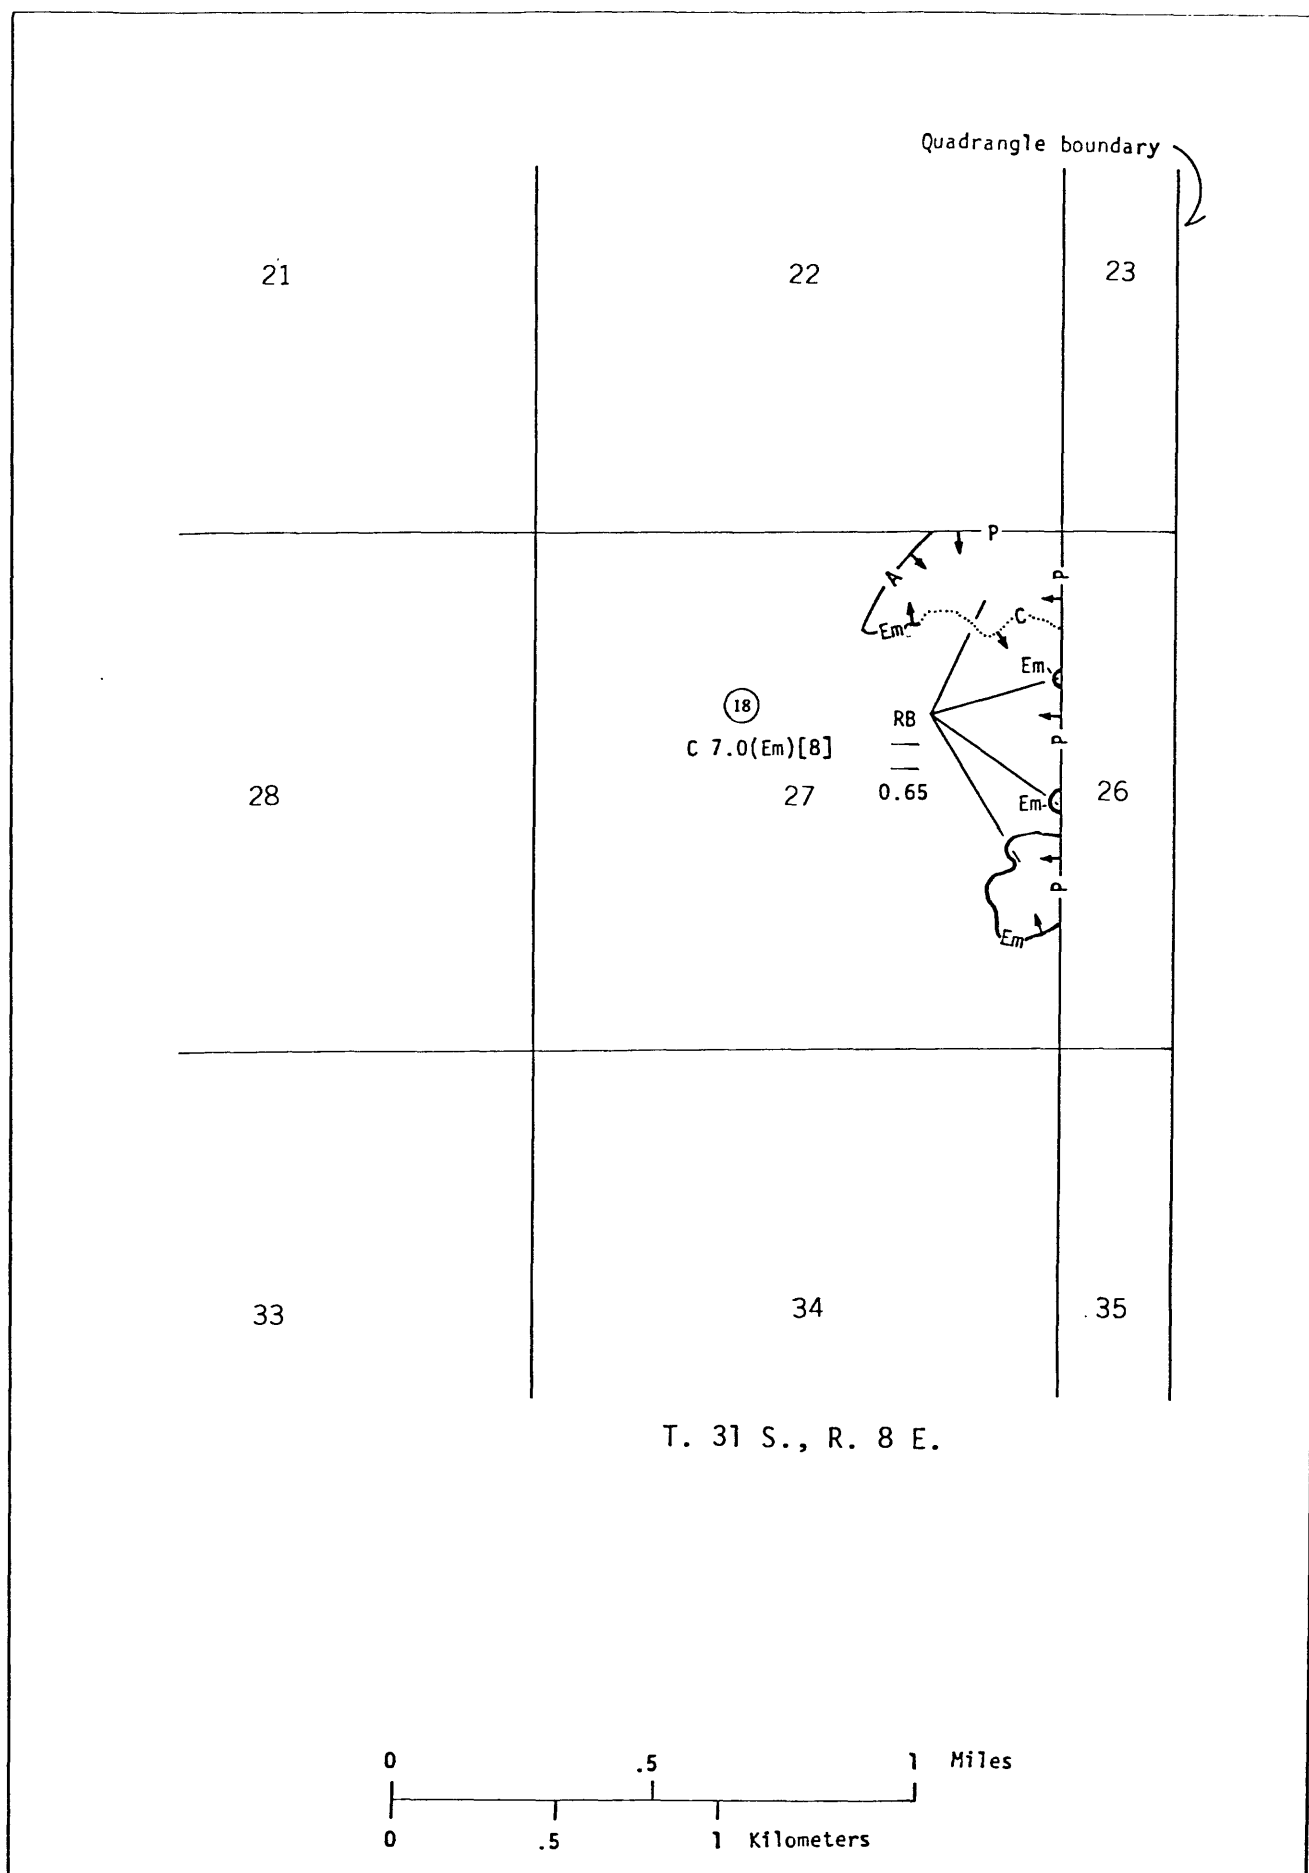 Quadrangle boundary
21 22 23
P
A
P
C
Em
Em
18
RB
C 7.0(Em)[8]
P
28 27 0.65 Em 26
P
Em
33 34 35
T. 31 S., R. 8 E.
0 .5 1 Miles
0 .5 1 Kilometers